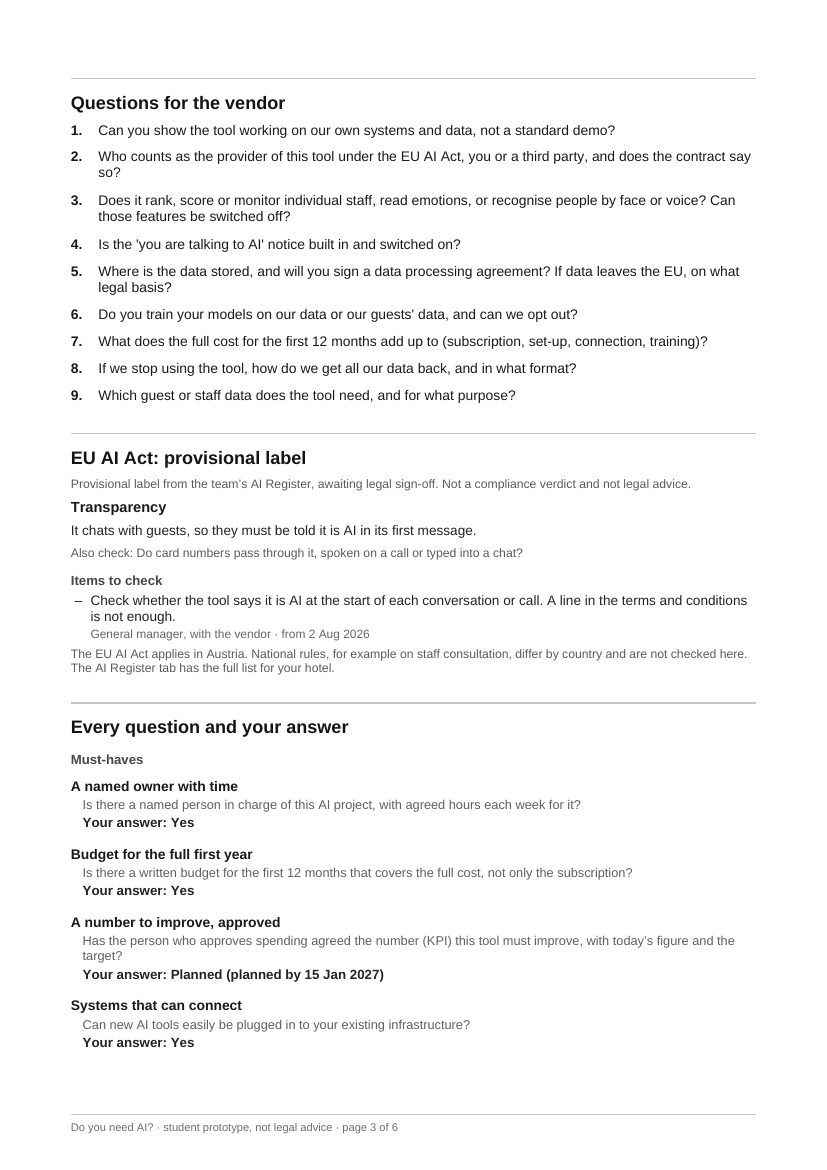 Questions for the vendor
1. Can you show the tool working on our own systems and data, not a standard demo?
2. Who counts as the provider of this tool under the EU AI Act, you or a third party, and does the contract say
so?
3. Does it rank, score or monitor individual staff, read emotions, or recognise people by face or voice? Can
those features be switched off?
4. Is the 'you are talking to AI' notice built in and switched on?
5. Where is the data stored, and will you sign a data processing agreement? If data leaves the EU, on what
legal basis?
6. Do you train your models on our data or our guests' data, and can we opt out?
7. What does the full cost for the first 12 months add up to (subscription, set-up, connection, training)?
8. If we stop using the tool, how do we get all our data back, and in what format?
9. Which guest or staff data does the tool need, and for what purpose?
EU AI Act: provisional label
Provisional label from the team’s AI Register, awaiting legal sign-off. Not a compliance verdict and not legal advice.
Transparency
It chats with guests, so they must be told it is AI in its first message.
Also check: Do card numbers pass through it, spoken on a call or typed into a chat?
Items to check
– Check whether the tool says it is AI at the start of each conversation or call. A line in the terms and conditions
is not enough.
General manager, with the vendor · from 2 Aug 2026
The EU AI Act applies in Austria. National rules, for example on staff consultation, differ by country and are not checked here.
The AI Register tab has the full list for your hotel.
Every question and your answer
Must-haves
A named owner with time
Is there a named person in charge of this AI project, with agreed hours each week for it?
Your answer: Yes
Budget for the full first year
Is there a written budget for the first 12 months that covers the full cost, not only the subscription?
Your answer: Yes
A number to improve, approved
Has the person who approves spending agreed the number (KPI) this tool must improve, with today’s figure and the
target?
Your answer: Planned (planned by 15 Jan 2027)
Systems that can connect
Can new AI tools easily be plugged in to your existing infrastructure?
Your answer: Yes
Do you need AI? · student prototype, not legal advice · page 3 of 6